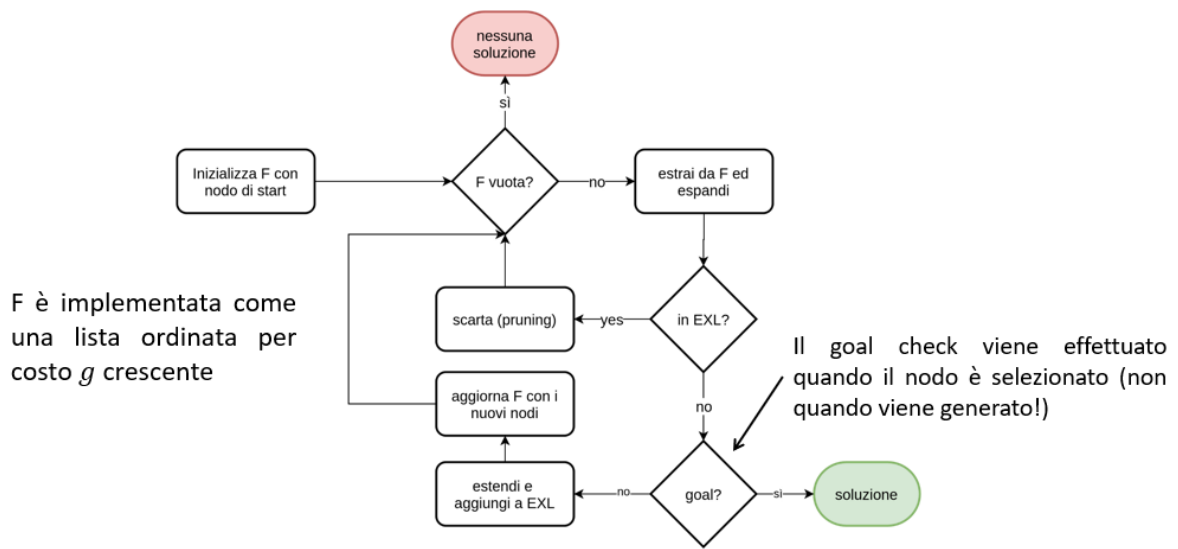 nessuna
soluzione
sì
Inizializza F con
nodo di start
F vuota?
no
estrai da F ed
espandi
F è implementata come
una lista ordinata per
costo g crescente
scarta (pruning)
yes
in EXL?
Il goal check viene effettuato
quando il nodo è selezionato (non
quando viene generato!)
aggiorna F con i
nuovi nodi
no
estendi e
aggiungi a EXL
no
goal?
sì
soluzione